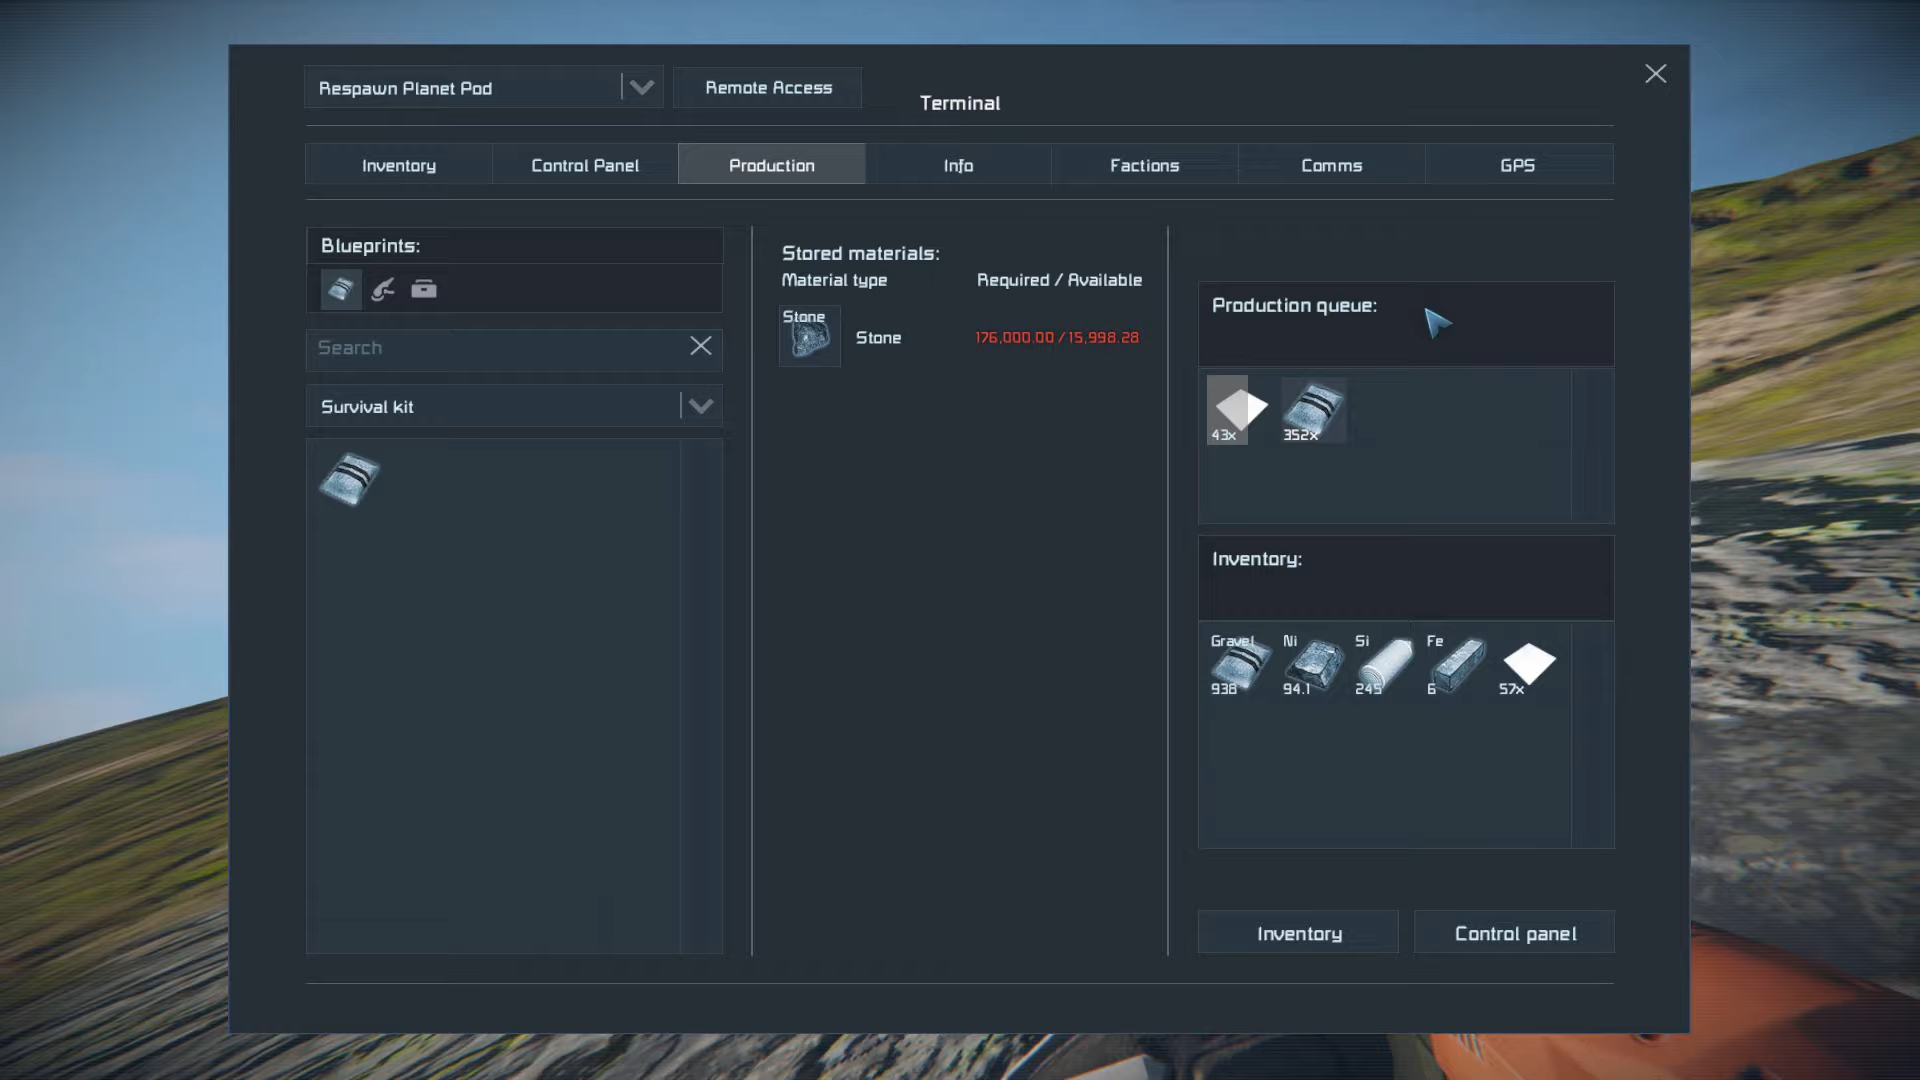 Respawn Planet Pod
Remote Access
Terminal
Inventory
Control Panel
Production
Info
Factions
Comms
GPS
Blueprints:
Search
Survival kit
Stored materials:
Material type
Required / Available
Stone
Stone
176,000.00 / 15,998.28
Production queue:
43x
352x
Inventory:
Gravel
Ni
Si
Fe
938
94.1
245
6
57x
Inventory
Control panel